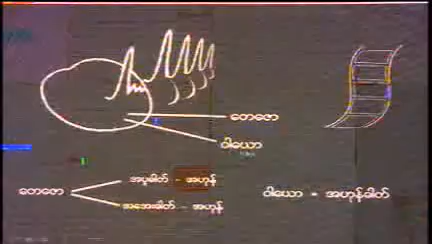 တေဇော
ဝါယော
တေဇော
အပူဓါတ် - အဟုန်
အအေးဓါတ် - အဟုန်
ဝါယော - အဟုန်ဓါတ်